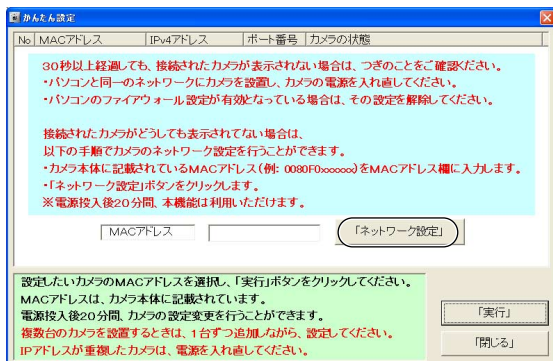 かんたん設定
No MACアドレス IPv4アドレス ポート番号 カメラの状態
30秒以上経過しても、接続されたカメラが表示されない場合は、つぎのことをご確認ください。
・パソコンと同一のネットワークにカメラを設置し、カメラの電源を入れ直してください。
・パソコンのファイアウォール設定が有効となっている場合は、その設定を解除してください。
接続されたカメラがどうしても表示されてない場合は、
以下の手順でカメラのネットワーク設定を行うことができます。
・カメラ本体に記載されているMACアドレス(例: 0080F0xxxxxx)をMACアドレス欄に入力します。
・「ネットワーク設定」ボタンをクリックします。
※電源投入後20分間、本機能は利用いただけます。
MACアドレス 「ネットワーク設定」
設定したいカメラのMACアドレスを選択し、「実行」ボタンをクリックしてください。
MACアドレスは、カメラ本体に記載されています。
電源投入後20分間、カメラの設定変更を行うことができます。
複数台のカメラを設置するときは、1台ずつ追加しながら、設定してください。
IPアドレスが重複したカメラは、電源を入れ直してください。
「実行」
「閉じる」